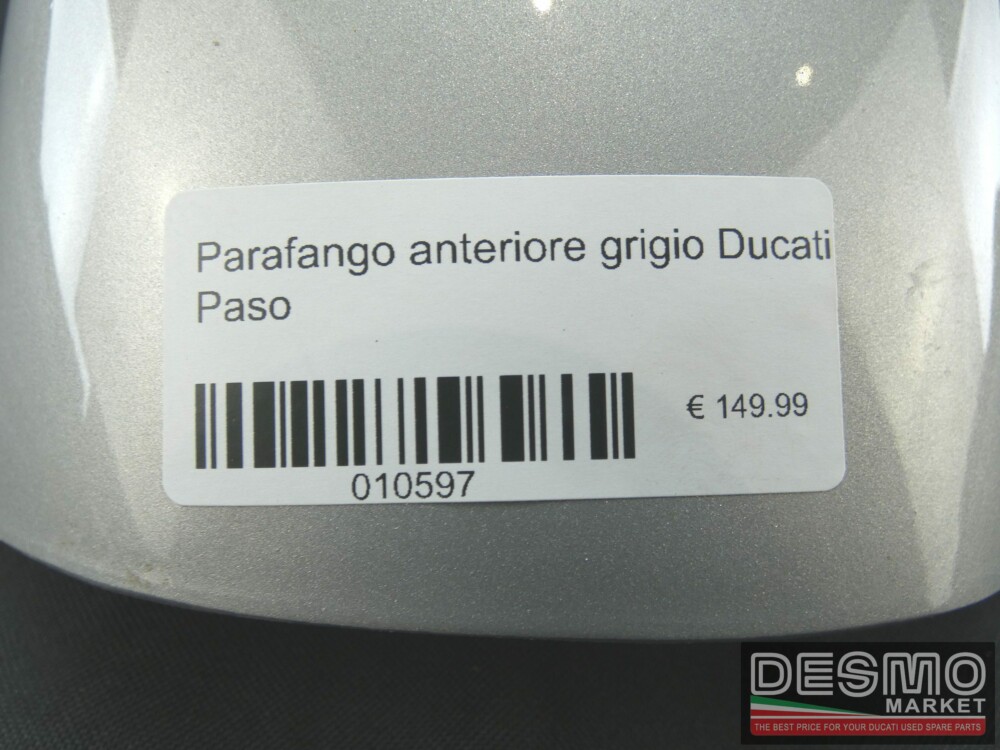 Parafango anteriore grigio Ducati
Paso
€ 149.99
010597
DESMO
MARKET
THE BEST PRICE FOR YOUR DUCATI USED SPARE PARTS